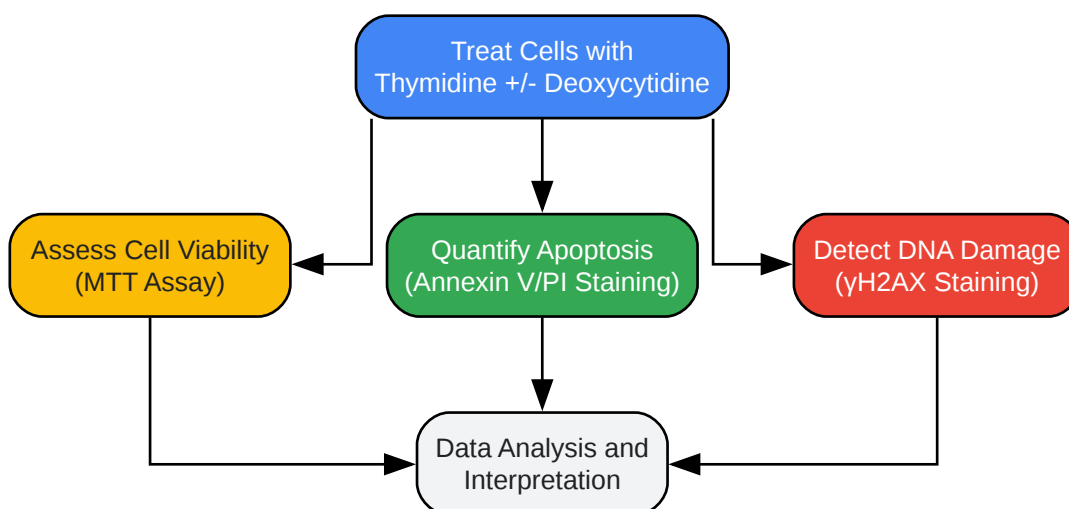 Treat Cells with
Thymidine +/- Deoxycytidine
Assess Cell Viability
(MTT Assay)
Quantify Apoptosis
(Annexin V/PI Staining)
Detect DNA Damage
(γH2AX Staining)
Data Analysis and
Interpretation